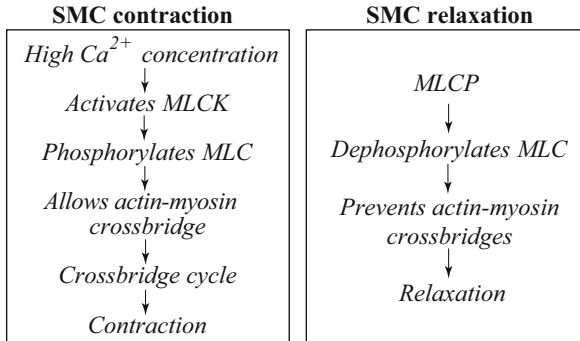 SMC contraction
High Ca²⁺ concentration
Activates MLCK
Phosphorylates MLC
Allows actin-myosin
crossbridge
Crossbridge cycle
Contraction
SMC relaxation
MLCP
Dephosphorylates MLC
Prevents actin-myosin
crossbridges
Relaxation